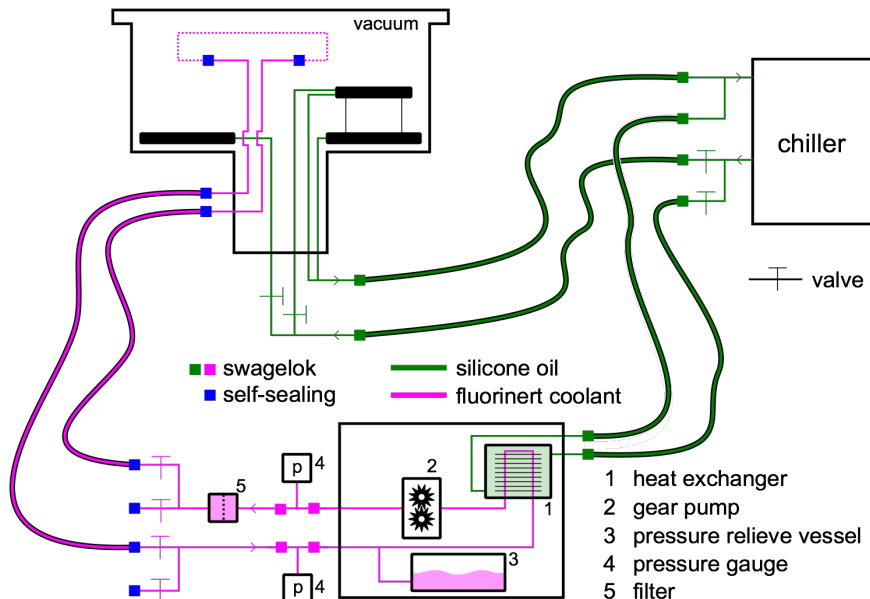 vacuum
chiller
valve
swagelok
silicone oil
self-sealing
fluorinert coolant
p
4
2
5
1
3
p
4
1 heat exchanger
2 gear pump
3 pressure relieve vessel
4 pressure gauge
5 filter